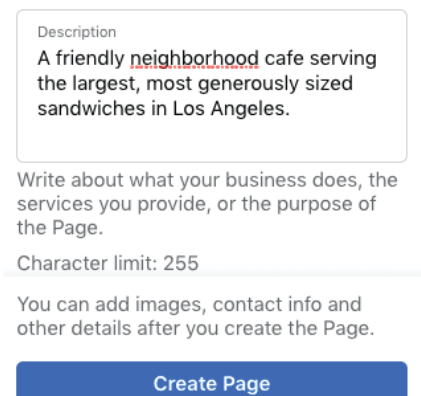 Description
A friendly neighborhood cafe serving
the largest, most generously sized
sandwiches in Los Angeles.
Write about what your business does, the
services you provide, or the purpose of
the Page.
Character limit: 255
You can add images, contact info and
other details after you create the Page.
Create Page